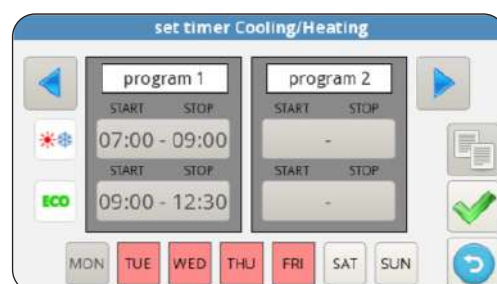 set timer Cooling/Heating
program 1 program 2
START STOP START STOP
07:00 - 09:00 -
START STOP START STOP
ECO 09:00 - 12:30 -
MON TUE WED THU FRI SAT SUN